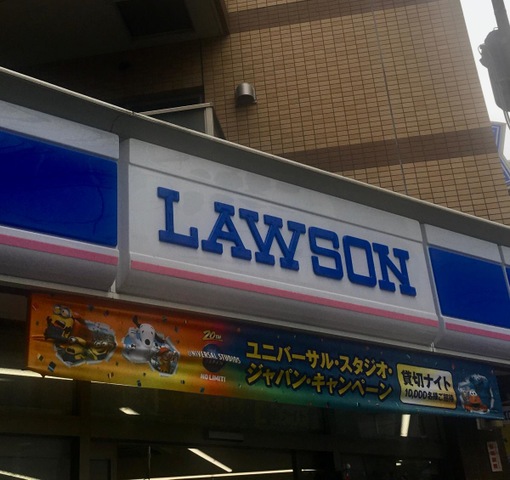 LAWSON
20TH
UNIVERSAL STUDIOS
NO LIMIT!
ユニバーサル・スタジオ・
ジャパン・キャンペーン
貸切ナイト
10,000名様ご招待